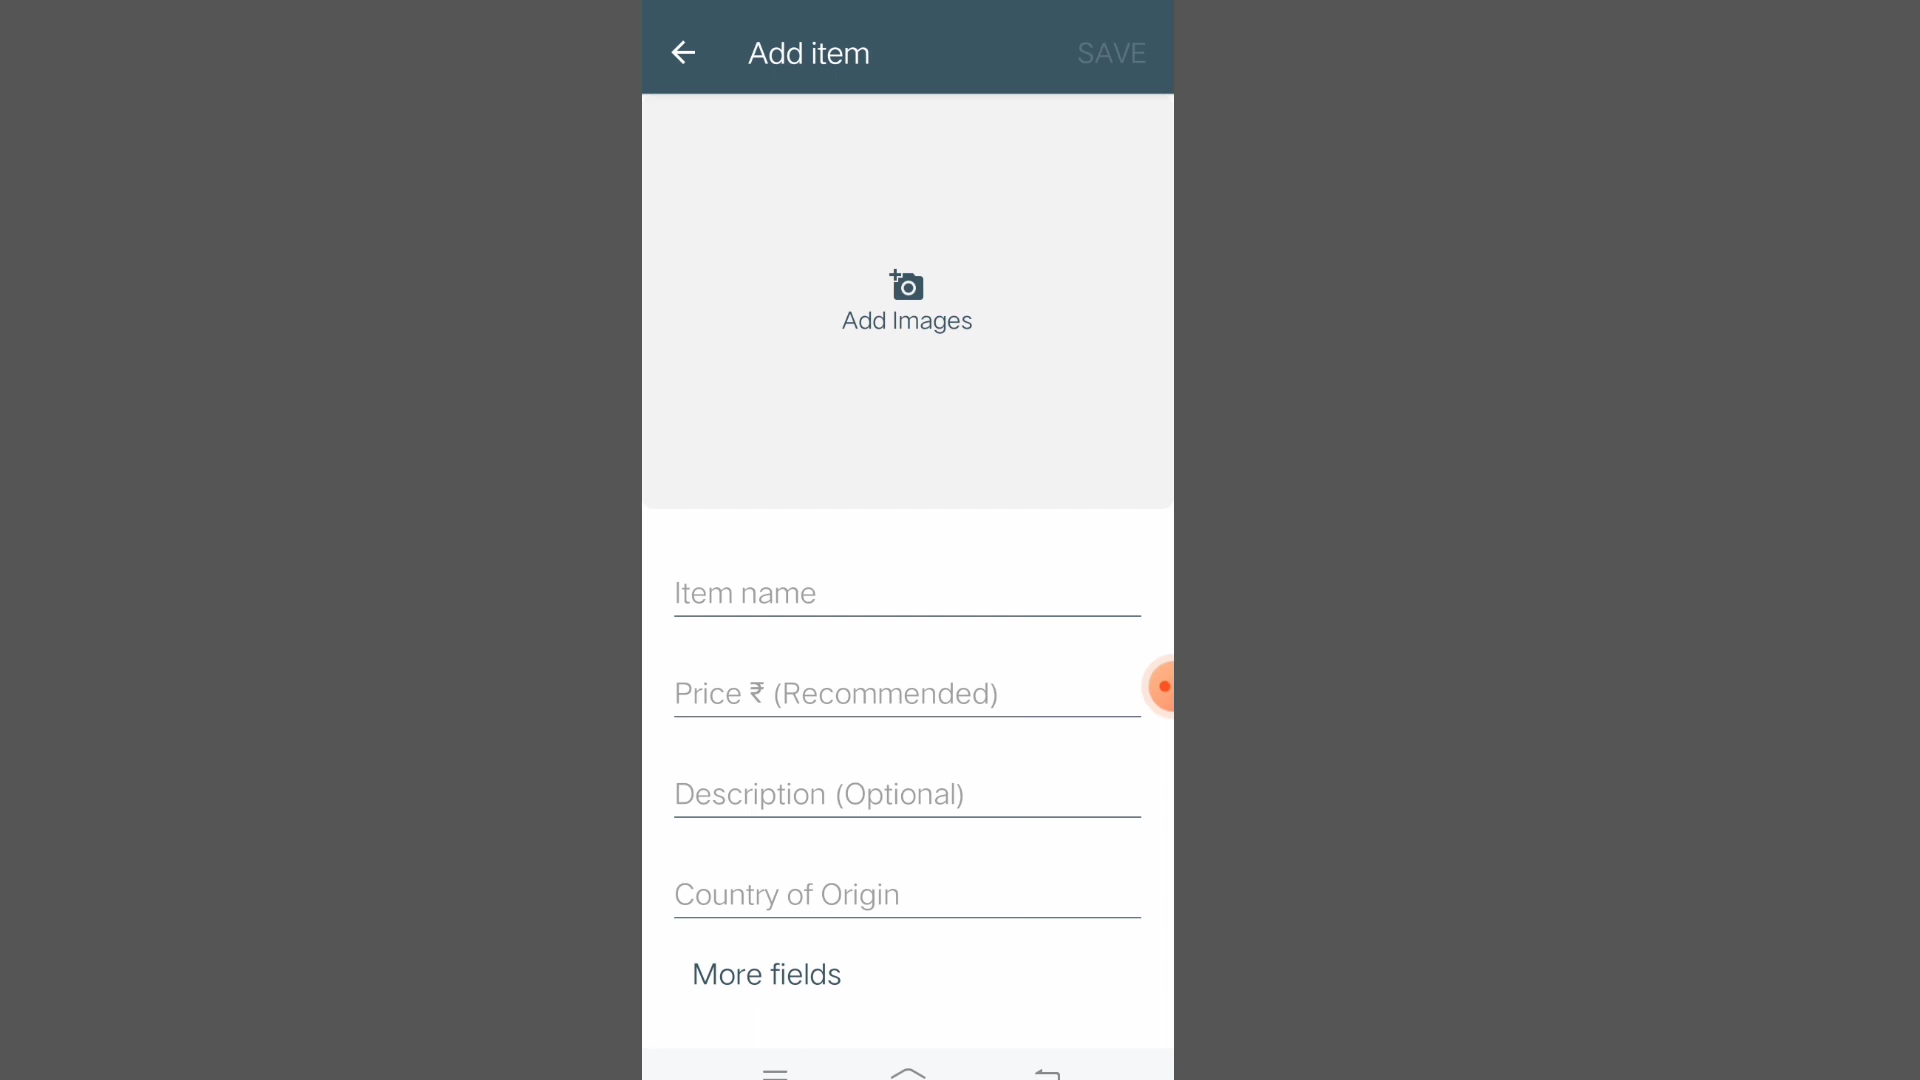 Add item
SAVE
Add Images
Item name
Price ₹ (Recommended)
Description (Optional)
Country of Origin
More fields